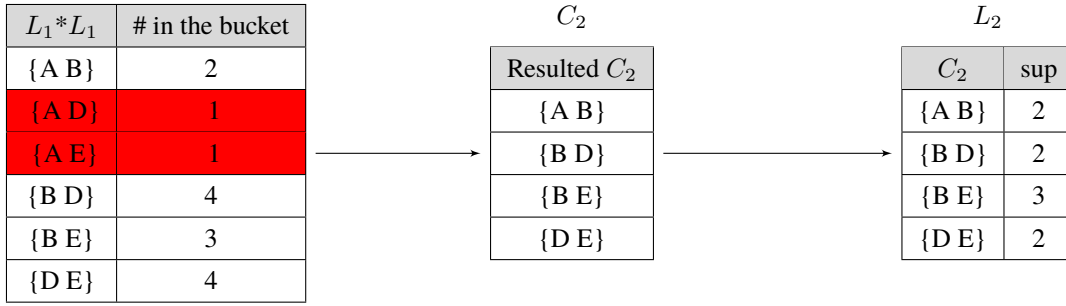 C₂ L₂
L₁*L₁ # in the bucket
{A B} 2
{A D} 1
{A E} 1
{B D} 4
{B E} 3
{D E} 4
Resulted C₂
{A B}
{B D}
{B E}
{D E}
C₂ sup
{A B} 2
{B D} 2
{B E} 3
{D E} 2